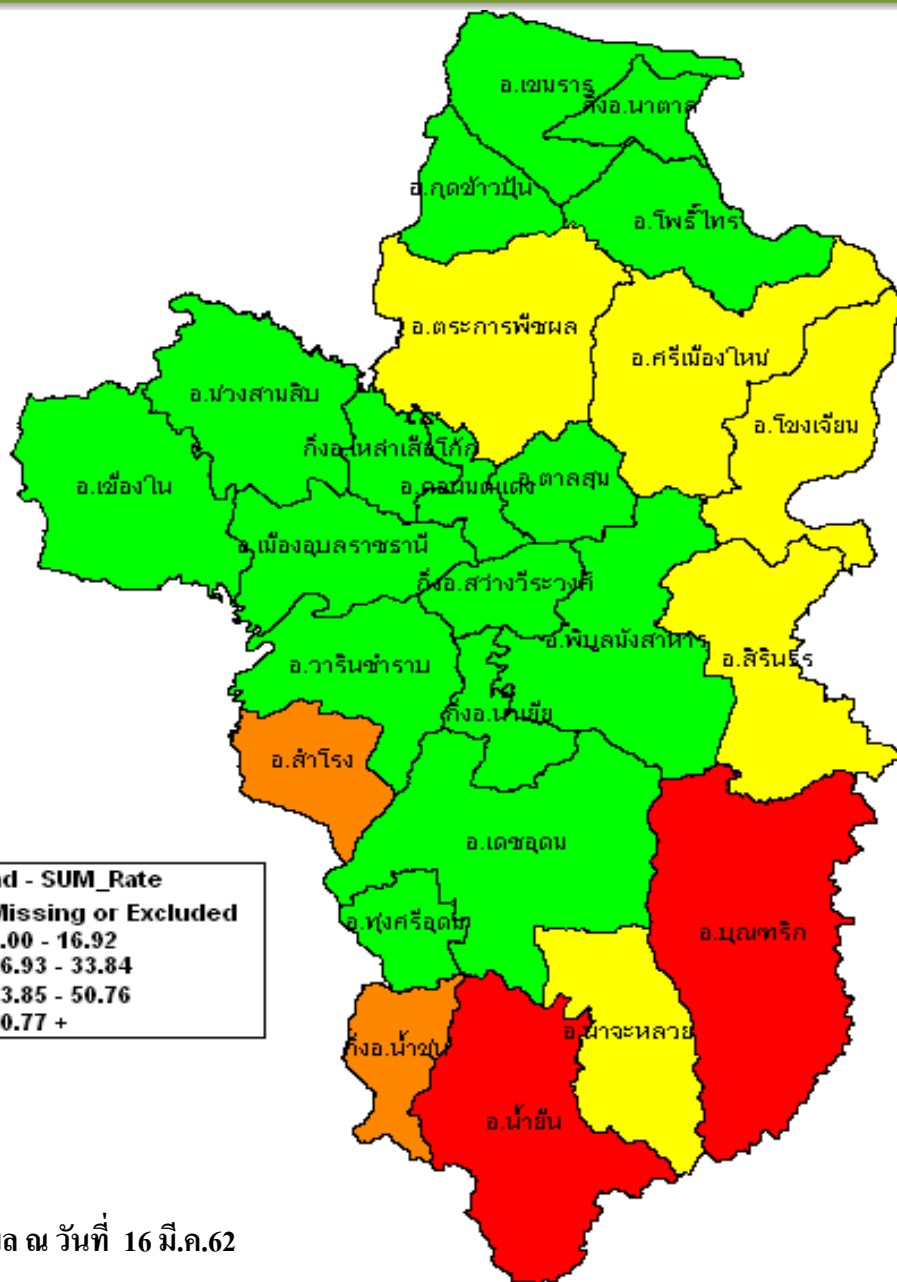 อ.เขมราฐ
กิ่งอ.นาตาล
อ.กุดข้าวปุ้น
อ.โพธิ์ไทร
อ.ตระการพืชผล
อ.ศรีเมืองใหม่
อ.ม่วงสามสิบ
อ.โขงเจียม
กิ่งอ.เหล่าเสือโก้ก
อ.ตาลสุม
อ.เขื่องใน
อ.ดอนมดแดง
อ.เมืองอุบลราชธานี
กิ่งอ.สว่างวีระวงศ์
อ.พิบูลมังสาหาร
อ.วารินชำราบ
อ.สิรินธร
กิ่งอ.นาเยีย
อ.สำโรง
อ.เดชอุดม
nd - SUM_Rate
Missing or Excluded
.00 - 16.92
6.93 - 33.84
3.85 - 50.76
0.77 +
อ.ทุ่งศรีอุดม
อ.บุณฑริก
อ.นาจะหลวย
กิ่งอ.น้ำขุ่น
อ.น้ำยืน
ณ วันที่ 16 มี.ค.62